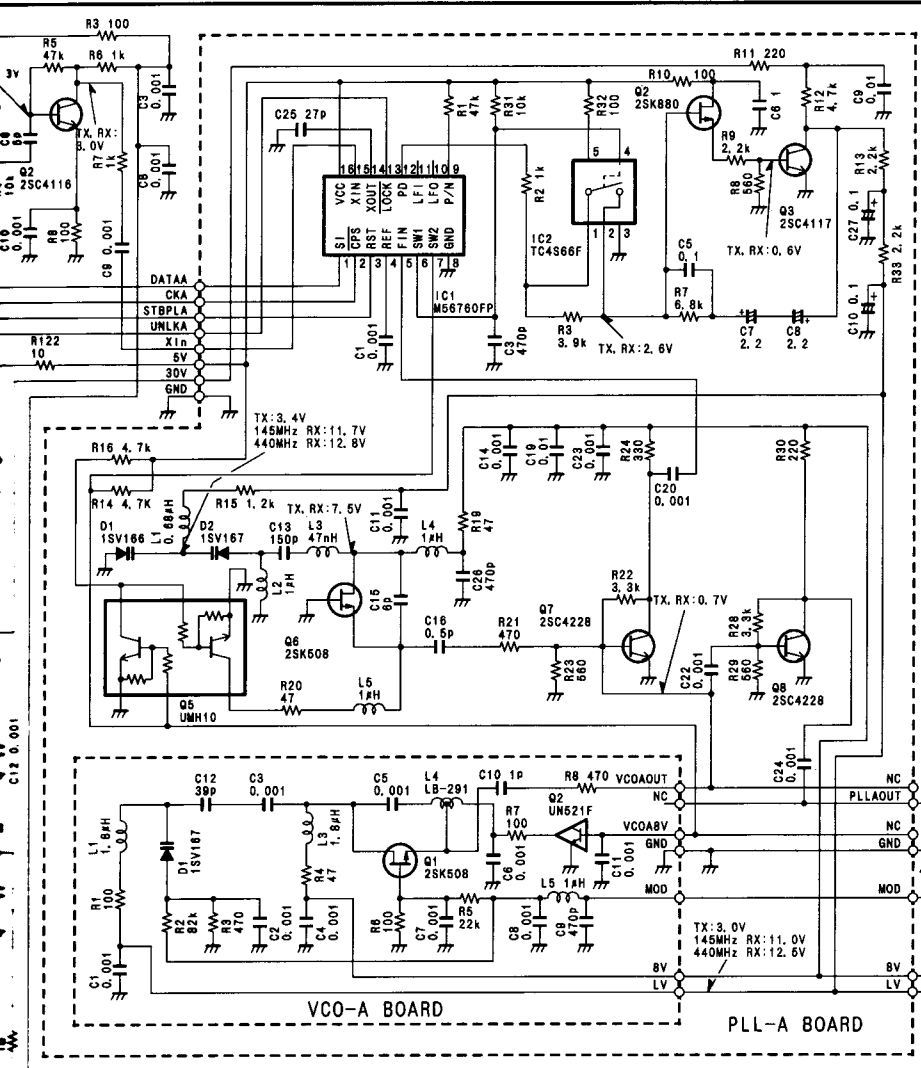 R3 100
R5
47k
R6 1k
3V
C3
0.001
TX, RX:
3.0V
R7
1k
Q2
2SC4116
10k
R8
100
C9 0.001
C8
0.001
R11 220
R10 100
Q2
2SK880
C6 1
R12
4.7k
C9
0.01
C25 27p
R1
47k
R31
10k
R32
100
R9
2.2k
R8
560
Q3
2SC4117
R13
2.2k
C27 0.1
R33 2.2k
C10 0.1
16 15 14 13 12 11 10 9
VCC
XIN
XOUT
LOCK
PD
LFI
LFO
P/N
SI
CPS
RST
REF
FIN
SW1
SW2
GND
1 2 3 4 5 6 7 8
IC1
M56760FP
R2 1k
5 4
1 2 3
IC2
TC4S66F
TX, RX:0.6V
C5
0.1
R7
6.8k
C7
2.2
C8
2.2
DATAA
CKA
STBPLA
UNLKA
XIn
5V
30V
GND
R122
10
C1
0.001
C3
470p
R3
3.9k
TX, RX:2.6V
TX:3.4V
145MHz RX:11.7V
440MHz RX:12.8V
R16 4.7k
R14 4.7K
L1
0.68μH
R15 1.2k
TX, RX:7.5V
C11
0.001
C14
0.001
C19
0.01
C23
0.001
R24
330
C20
0.001
R30
220
D1
1SV166
D2
1SV167
C13
150p
L3
47nH
L4
1μH
R19
47
L2
1μH
C15
6p
C26
470p
Q6
2SK508
C16
0.5p
R21
470
Q7
2SC4228
R22
3.3k
TX, RX:0.7V
R23
560
C22
0.001
R28
3.3k
R29
560
Q8
2SC4228
Q5
UMH10
R20
47
L5
1μH
C24
0.001
C12 0.001
C12
39p
C3
0.001
C5
0.001
L4
LB-291
C10 1p
R8 470
VCOAOUT
NC
NC
PLLAOUT
L1
1.8μH
D1
1SV167
L3
1.8μH
R4
47
Q1
2SK508
R7
100
Q2
UN521F
C6
0.001
C11
0.001
VCOA8V
GND
NC
GND
R1
100
R2
82k
R3
470
C2
0.001
C4
0.001
R6
100
C7
0.001
R5
22k
L5 1μH
C8
0.001
C9
470p
MOD
MOD
C1
0.001
TX:3.0V
145MHz RX:11.0V
440MHz RX:12.5V
8V
LV
8V
LV
VCO-A BOARD
PLL-A BOARD